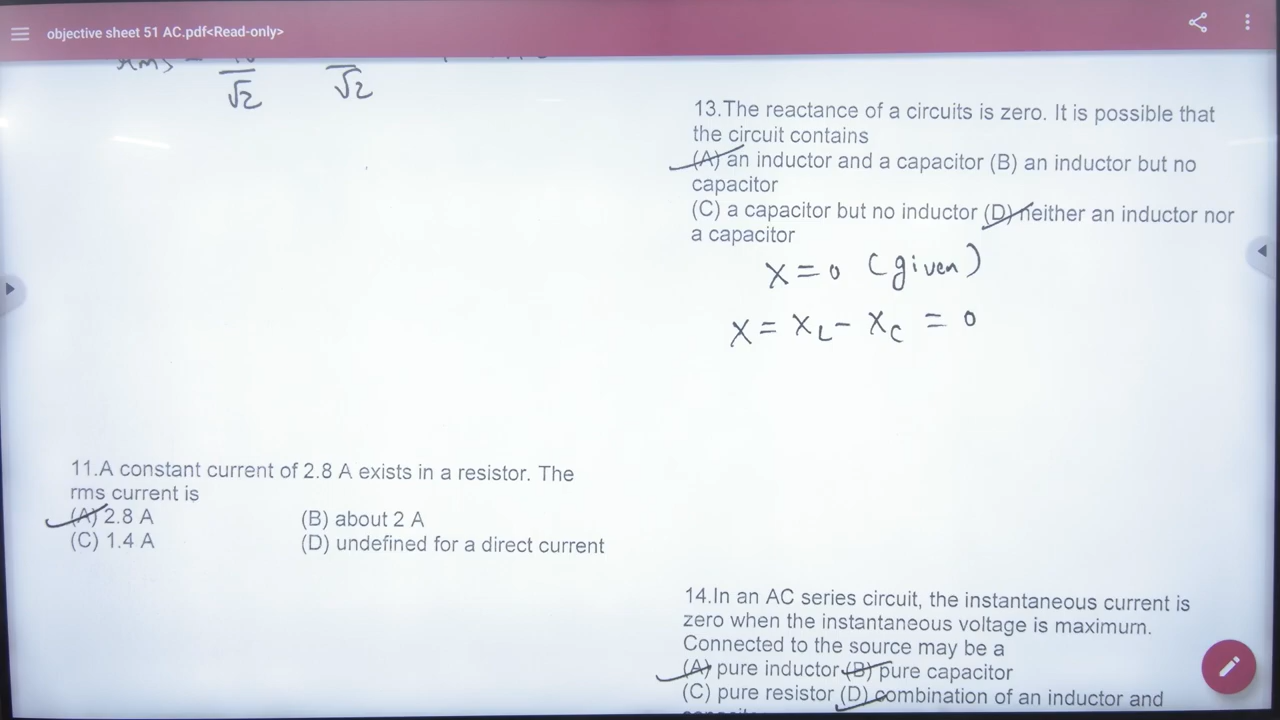 objective sheet 51 AC.pdf<Read-only>
√2 √2
13.The reactance of a circuits is zero. It is possible that
the circuit contains
(A) an inductor and a capacitor (B) an inductor but no
capacitor
(C) a capacitor but no inductor (D) neither an inductor nor
a capacitor
X = 0 (given)
X = X_L - X_C = 0
11.A constant current of 2.8 A exists in a resistor. The
rms current is
(A) 2.8 A (B) about 2 A
(C) 1.4 A (D) undefined for a direct current
14.In an AC series circuit, the instantaneous current is
zero when the instantaneous voltage is maximum.
Connected to the source may be a
(A) pure inductor (B) pure capacitor
(C) pure resistor (D) combination of an inductor and